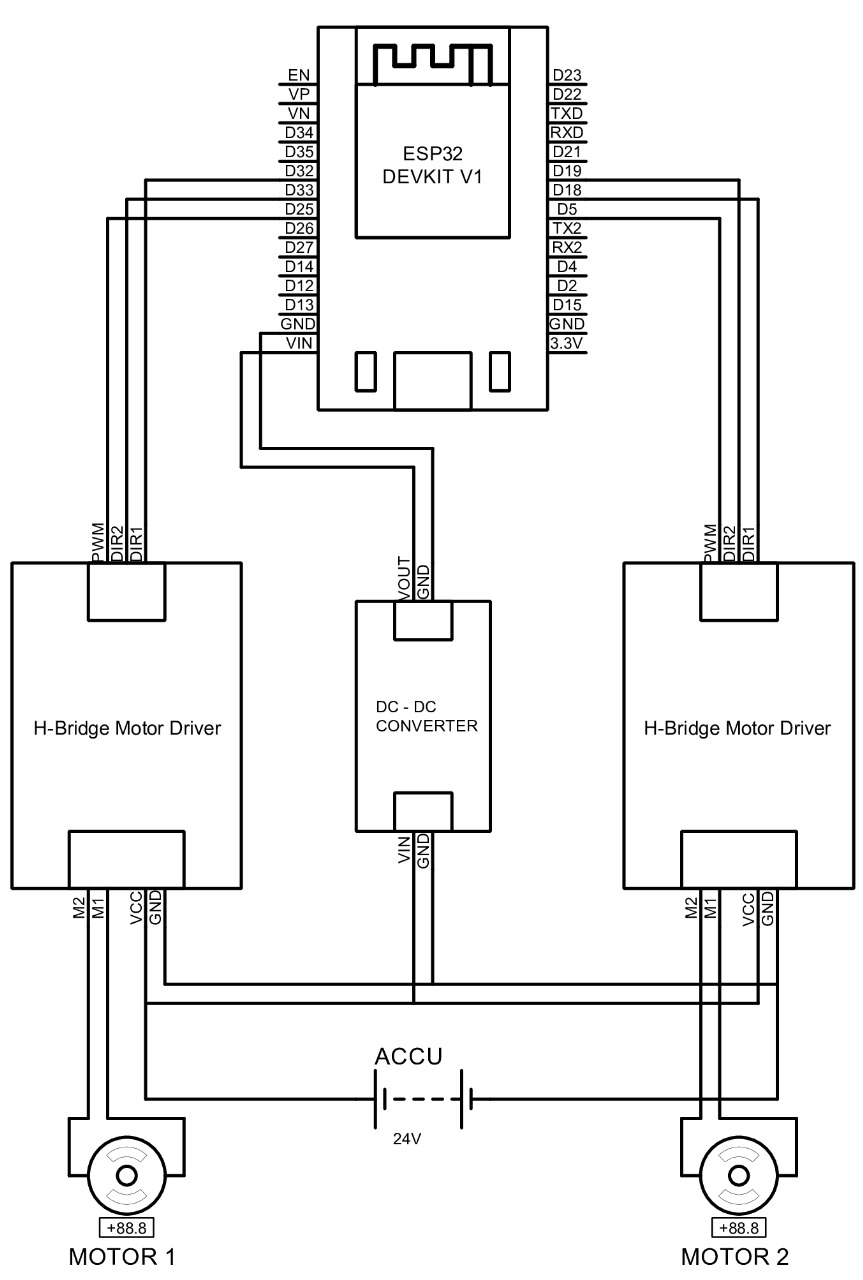 EN
VP
VN
D34
D35
D32
D33
D25
D26
D27
D14
D12
D13
GND
VIN
ESP32
DEVKIT V1
D23
D22
TXD
RXD
D21
D19
D18
D5
TX2
RX2
D4
D2
D15
GND
3.3V
PWM
DIR2
DIR1
VOUT
GND
PWM
DIR2
DIR1
H-Bridge Motor Driver
DC - DC
CONVERTER
H-Bridge Motor Driver
VIN
GND
M2
M1
VCC
GND
M2
M1
VCC
GND
ACCU
24V
+88.8
MOTOR 1
+88.8
MOTOR 2